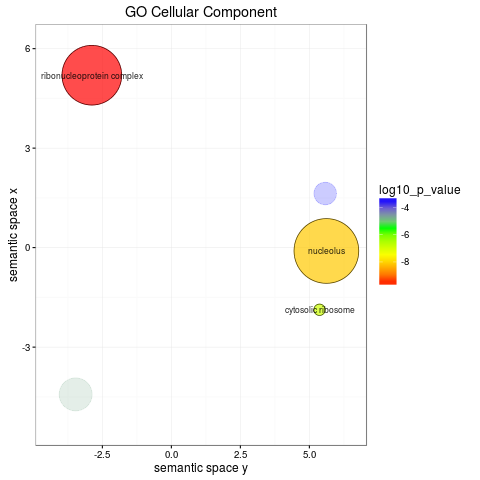 GO Cellular Component
semantic space x
6
3
0
-3
ribonucleoprotein complex
nucleolus
cytosolic ribosome
-2.5
0.0
2.5
5.0
semantic space y
log10_p_value
-4
-6
-8